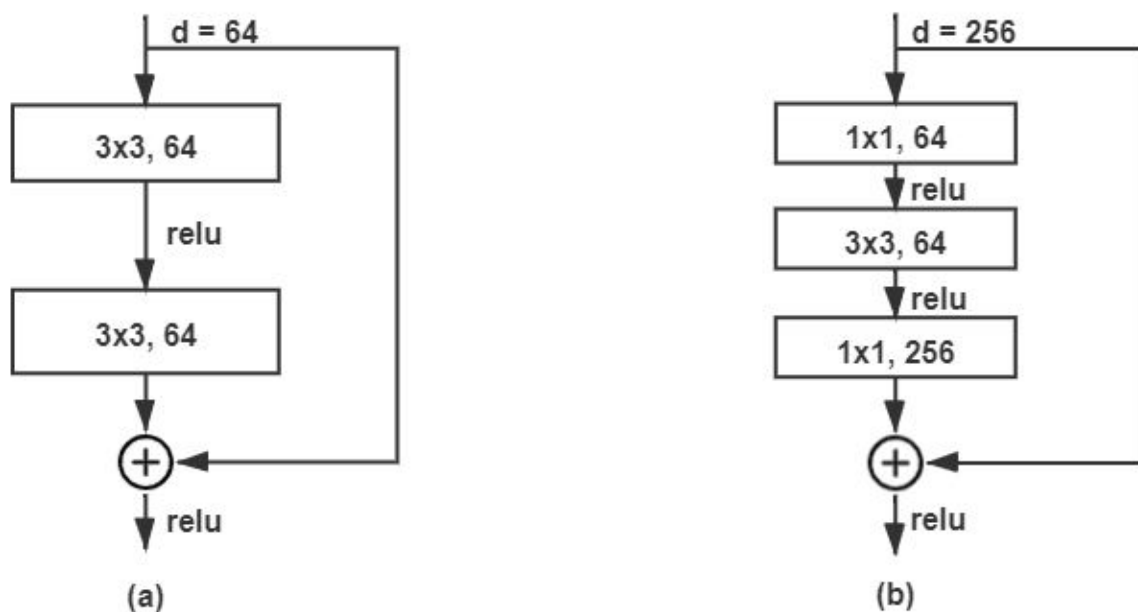 d = 64
3x3, 64
relu
3x3, 64
relu
(a)
d = 256
1x1, 64
relu
3x3, 64
relu
1x1, 256
relu
(b)